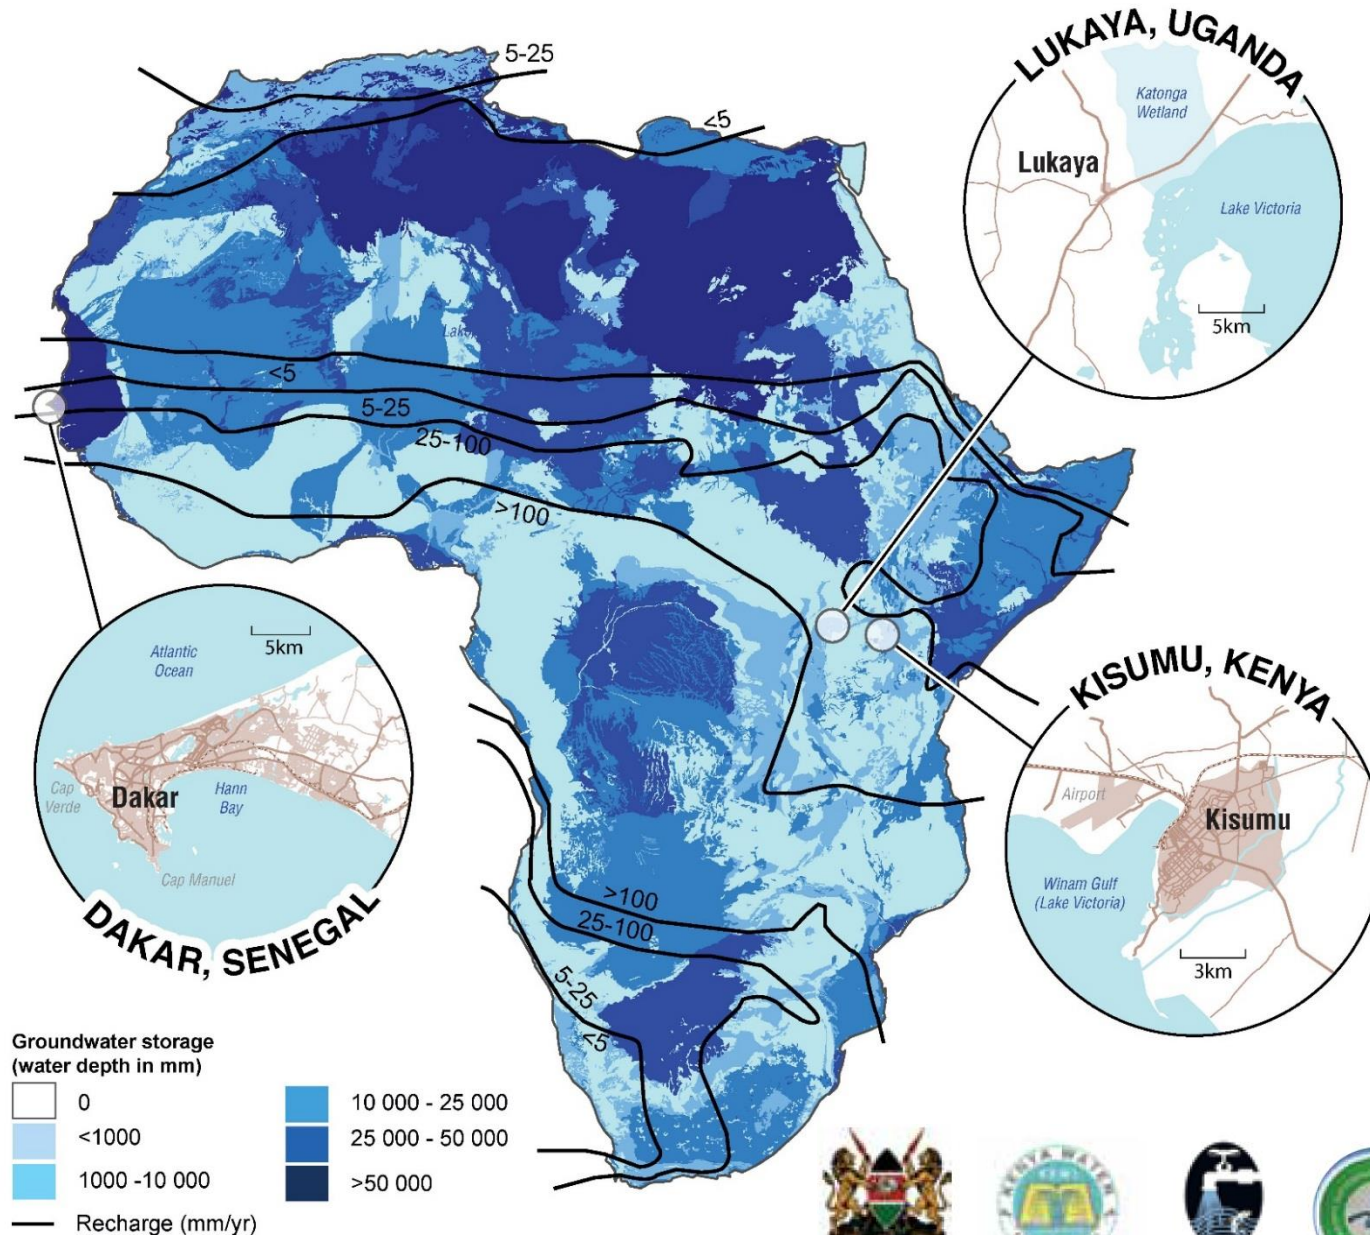 5-25
<5
<5
5-25
25-100
>100
>100
25-100
5-25
<5
LUKAYA, UGANDA
Katonga
Wetland
Lukaya
Lake Victoria
5km
5km
Atlantic
Ocean
Cap
Verde
Dakar
Hann
Bay
Cap Manuel
DAKAR, SENEGAL
KISUMU, KENYA
Airport
Kisumu
Winam Gulf
(Lake Victoria)
3km
Groundwater storage
(water depth in mm)
0
<1000
1000 -10 000
10 000 - 25 000
25 000 - 50 000
>50 000
Recharge (mm/yr)
KENYA WATER